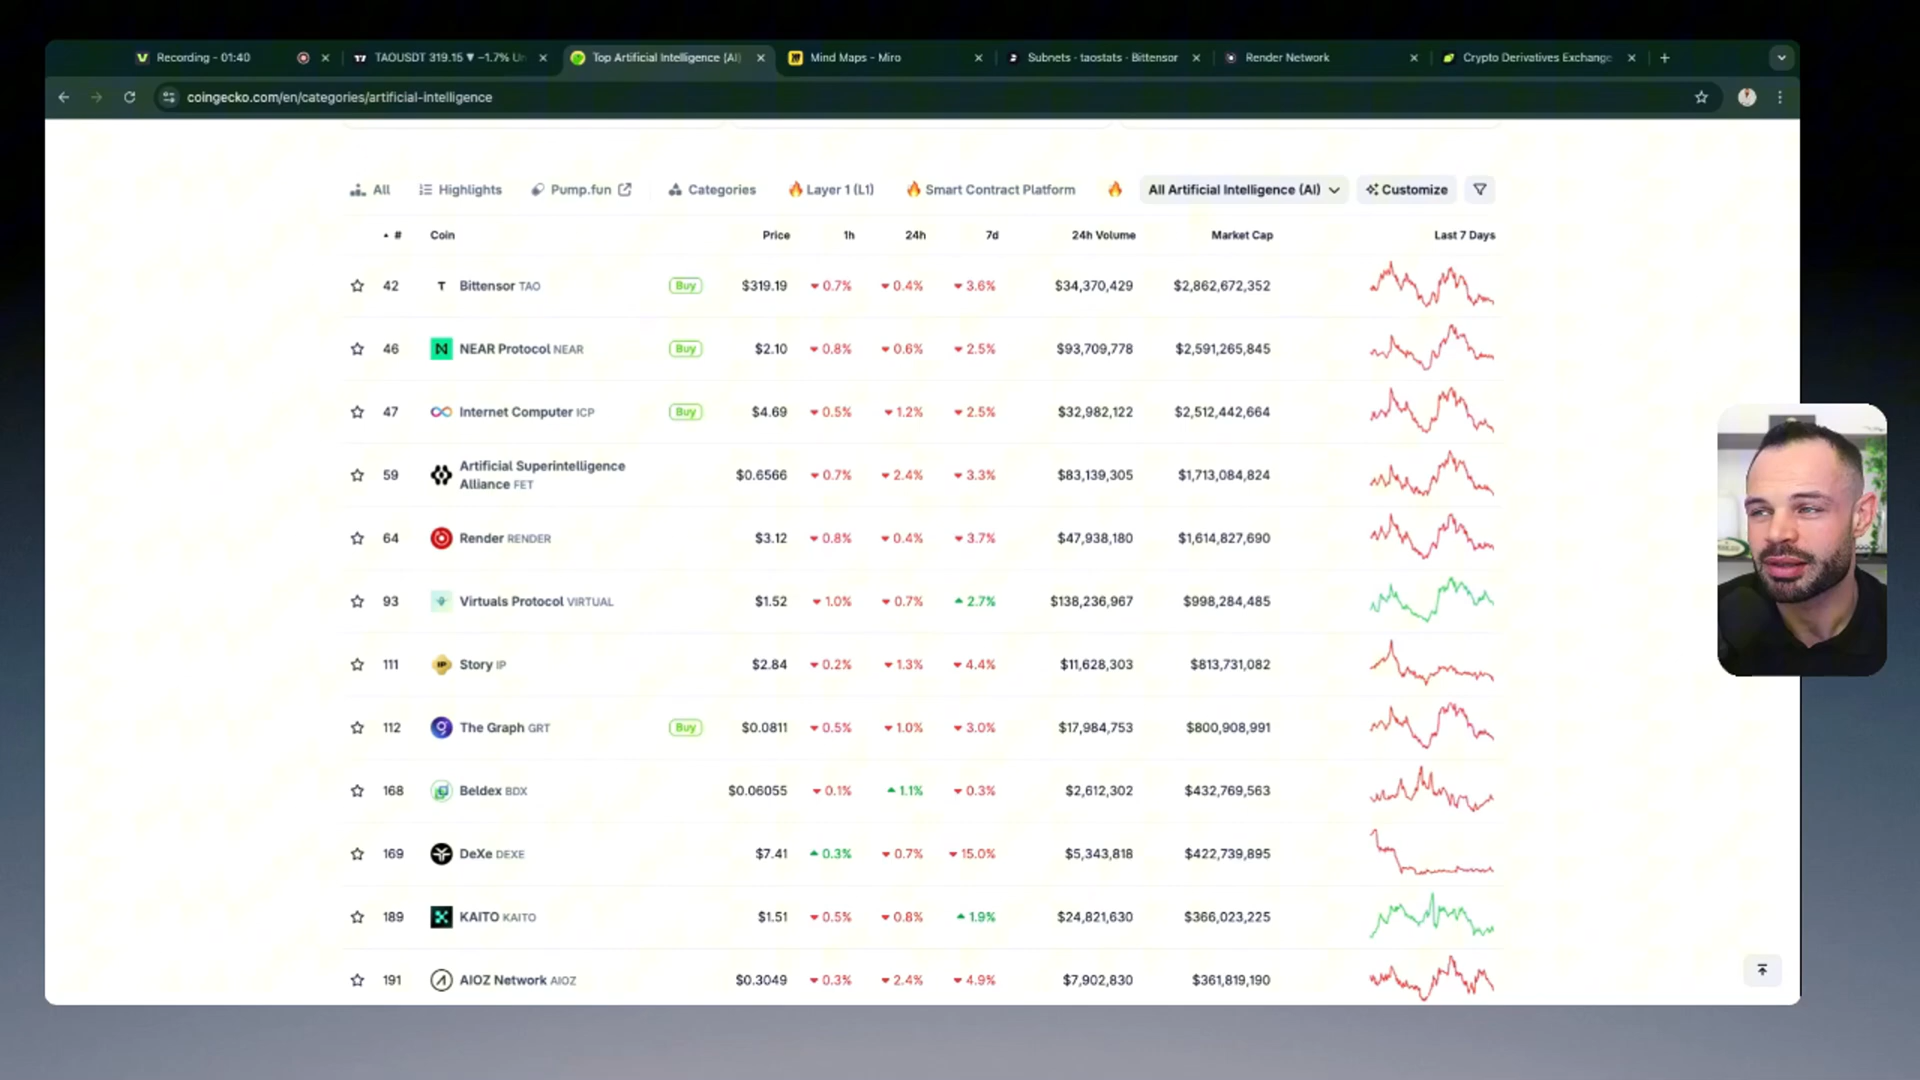 Recording - 01:40
TAOUSDT 319.15 ▼ −1.7% Un
Top Artificial Intelligence (AI)
Mind Maps - Miro
Subnets · taostats · Bittensor
Render Network
Crypto Derivatives Exchange
coingecko.com/en/categories/artificial-intelligence
All
Highlights
Pump.fun
Categories
Layer 1 (L1)
Smart Contract Platform
All Artificial Intelligence (AI)
Customize
# Coin Price 1h 24h 7d 24h Volume Market Cap Last 7 Days
42 T Bittensor TAO Buy $319.19 0.7% 0.4% 3.6% $34,370,429 $2,862,672,352
46 NEAR Protocol NEAR Buy $2.10 0.8% 0.6% 2.5% $93,709,778 $2,591,265,845
47 Internet Computer ICP Buy $4.69 0.5% 1.2% 2.5% $32,982,122 $2,512,442,664
59 Artificial Superintelligence
Alliance FET $0.6566 0.7% 2.4% 3.3% $83,139,305 $1,713,084,824
64 Render RENDER $3.12 0.8% 0.4% 3.7% $47,938,180 $1,614,827,690
93 Virtuals Protocol VIRTUAL $1.52 1.0% 0.7% 2.7% $138,236,967 $998,284,485
111 IP Story IP $2.84 0.2% 1.3% 4.4% $11,628,303 $813,731,082
112 The Graph GRT Buy $0.0811 0.5% 1.0% 3.0% $17,984,753 $800,908,991
168 Beldex BDX $0.06055 0.1% 1.1% 0.3% $2,612,302 $432,769,563
169 DeXe DEXE $7.41 0.3% 0.7% 15.0% $5,343,818 $422,739,895
189 KAITO KAITO $1.51 0.5% 0.8% 1.9% $24,821,630 $366,023,225
191 AIOZ Network AIOZ $0.3049 0.3% 2.4% 4.9% $7,902,830 $361,819,190